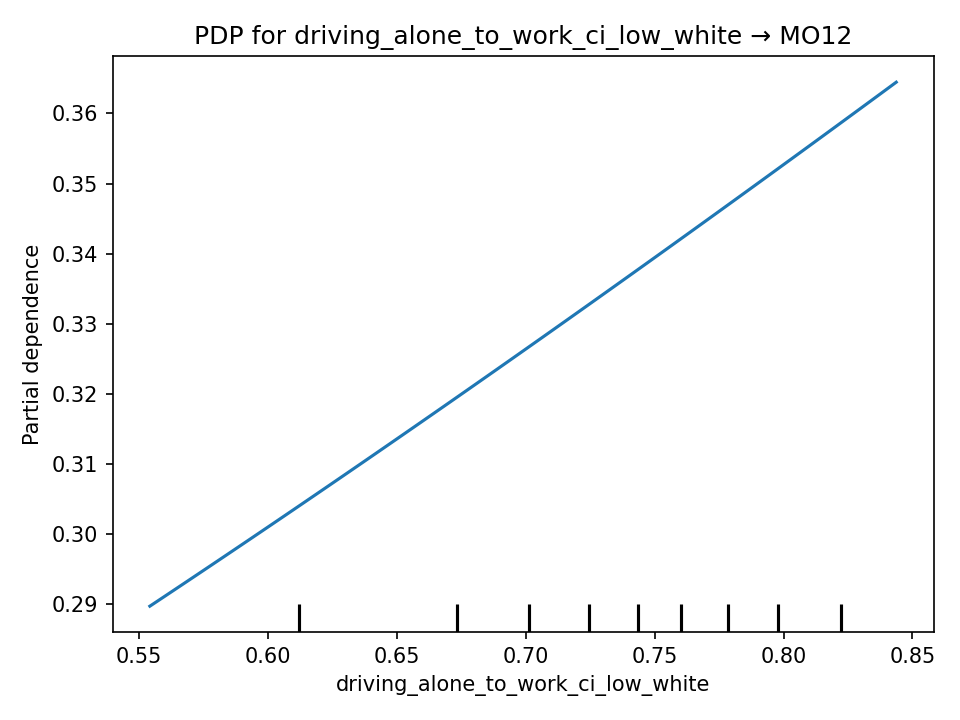 PDP for driving_alone_to_work_ci_low_white → MO12
Partial dependence
0.36
0.35
0.34
0.33
0.32
0.31
0.30
0.29
0.55 0.60 0.65 0.70 0.75 0.80 0.85
driving_alone_to_work_ci_low_white